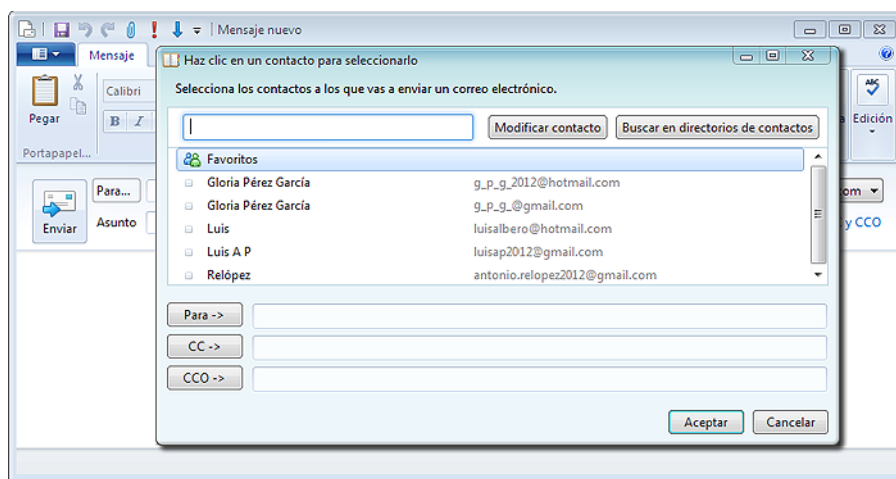 Mensaje nuevo
Mensaje
Haz clic en un contacto para seleccionarlo
Calibri
Selecciona los contactos a los que vas a enviar un correo electrónico.
ABC
Pegar
B I
Modificar contacto
Buscar en directorios de contactos
Edición
Portapapel...
Favoritos
Para...
Gloria Pérez García g_p_g_2012@hotmail.com
om
Gloria Pérez García g_p_g_@gmail.com
Enviar
Asunto
Luis luisalbero@hotmail.com
y CCO
Luis A P luisap2012@gmail.com
Relópez antonio.relopez2012@gmail.com
Para ->
CC ->
CCO ->
Aceptar
Cancelar